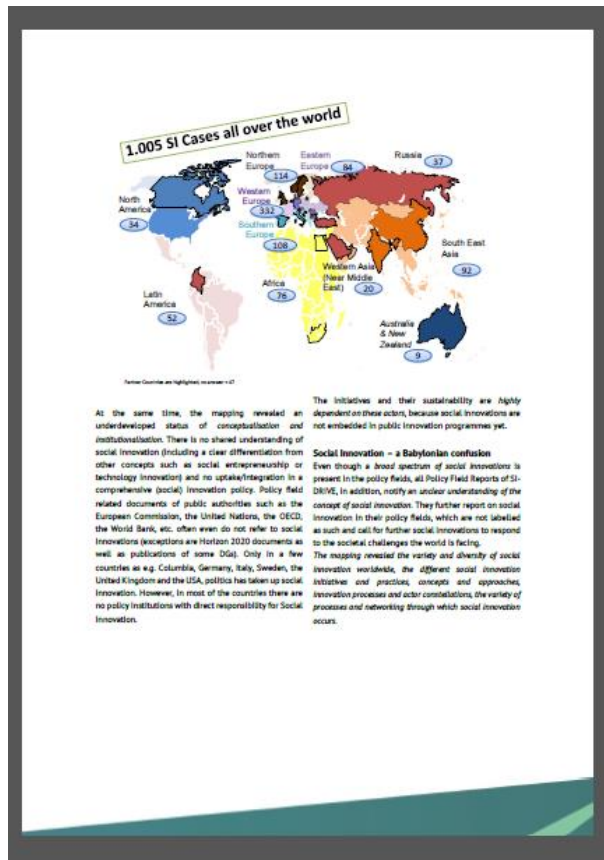 1.005 SI Cases all over the world
Northern
Europe
114
Eastern
Europe
84
Russia
37
North
America
34
Western
Europe
332
Southern
Europe
108
South East
Asia
92
Western Asia
(Near Middle
East)
20
Africa
76
Latin
America
52
Australia
& New
Zealand
9
Partner Countries are highlighted; no answer = 47
At the same time, the mapping revealed an
underdeveloped status of conceptualisation and
institutionalisation. There is no shared understanding of
social innovation (including a clear differentiation from
other concepts such as social entrepreneurship or
technology innovation) and no uptake/integration in a
comprehensive (social) innovation policy. Policy field
related documents of public authorities such as the
European Commission, the United Nations, the OECD,
the World Bank, etc. often even do not refer to social
innovations (exceptions are Horizon 2020 documents as
well as publications of some DGs). Only in a few
countries as e.g. Columbia, Germany, Italy, Sweden, the
United Kingdom and the USA, politics has taken up social
innovation. However, in most of the countries there are
no policy institutions with direct responsibility for Social
Innovation.
The initiatives and their sustainability are highly
dependent on these actors, because social innovations are
not embedded in public innovation programmes yet.
Social Innovation – a Babylonian confusion
Even though a broad spectrum of social innovations is
present in the policy fields, all Policy Field Reports of SI-
DRIVE, in addition, notify an unclear understanding of the
concept of social innovation. They further report on social
innovation in their policy fields, which are not labelled
as such and call for further social innovations to respond
to the societal challenges the world is facing.
The mapping revealed the variety and diversity of social
innovation worldwide, the different social innovation
initiatives and practices, concepts and approaches,
innovation processes and actor constellations, the variety of
processes and networking through which social innovation
occurs.